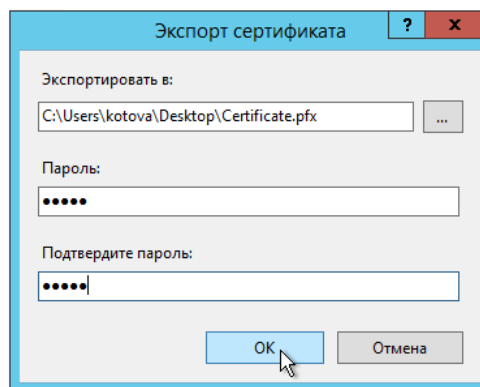 Экспорт сертификата
?
x
Экспортировать в:
C:\Users\kotova\Desktop\Certificate.pfx
...
Пароль:
●●●●●
Подтвердите пароль:
●●●●●
OK
Отмена